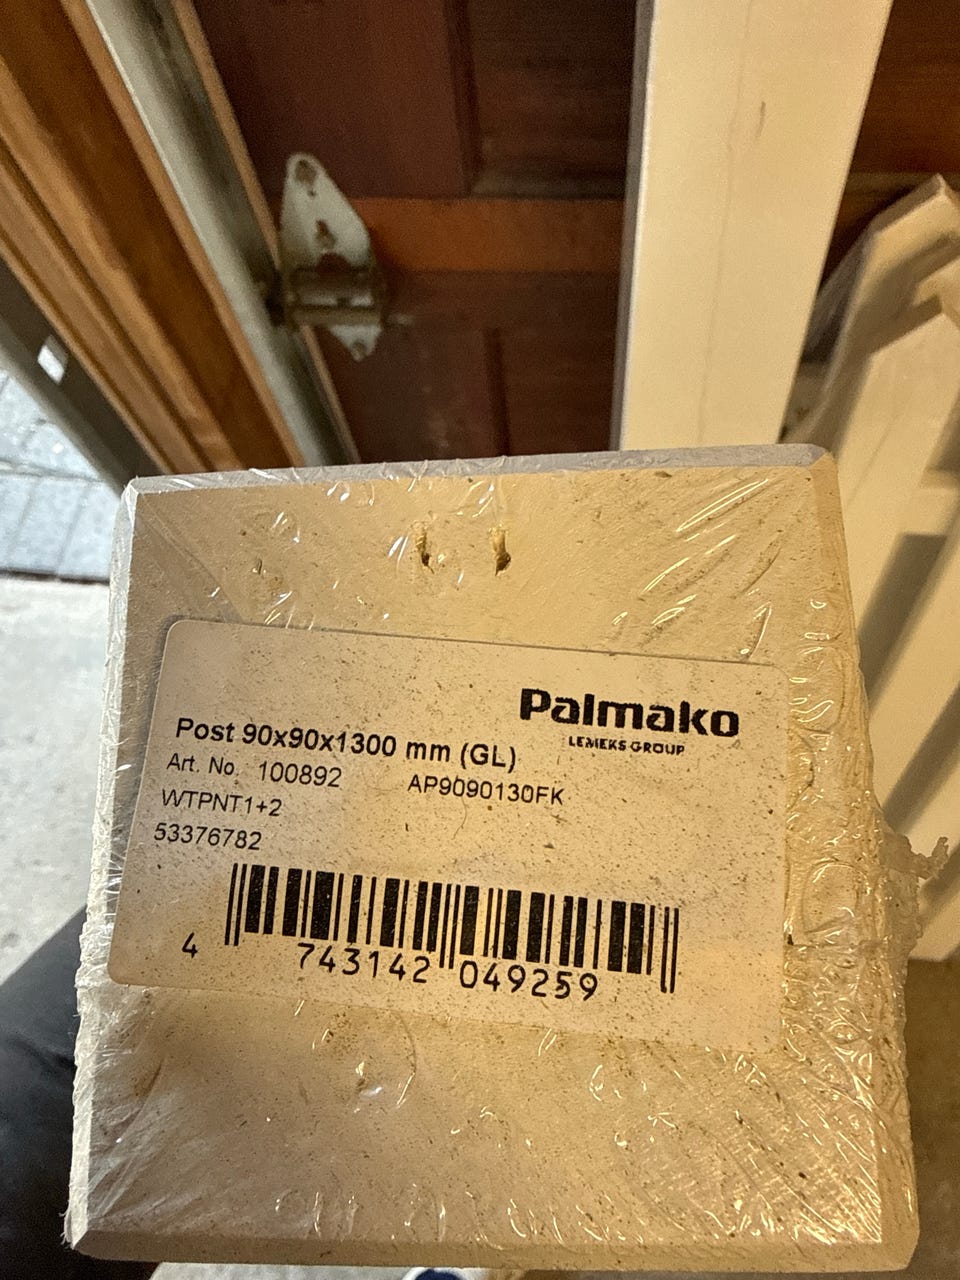 Palmako
LEMEKS GROUP
Post 90x90x1300 mm (GL)
Art. No. 100892 AP9090130FK
WTPNT1+2
53376782
4 743142 049259